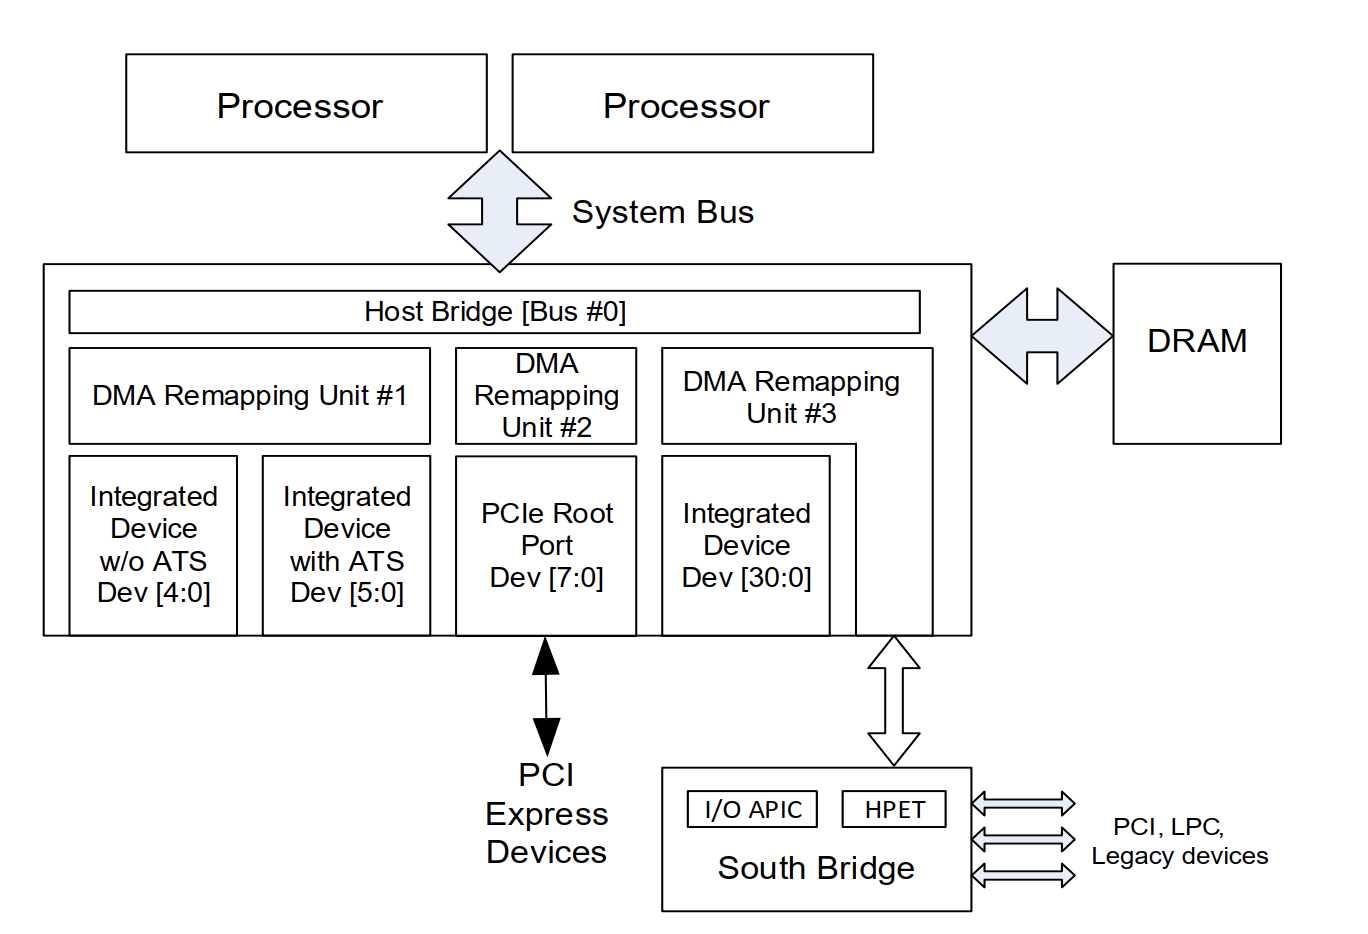 Processor
Processor
System Bus
Host Bridge [Bus #0]
DRAM
DMA Remapping Unit #1
DMA
Remapping
Unit #2
DMA Remapping
Unit #3
Integrated
Device
w/o ATS
Dev [4:0]
Integrated
Device
with ATS
Dev [5:0]
PCIe Root
Port
Dev [7:0]
Integrated
Device
Dev [30:0]
PCI
Express
Devices
I/O APIC
HPET
South Bridge
PCI, LPC,
Legacy devices